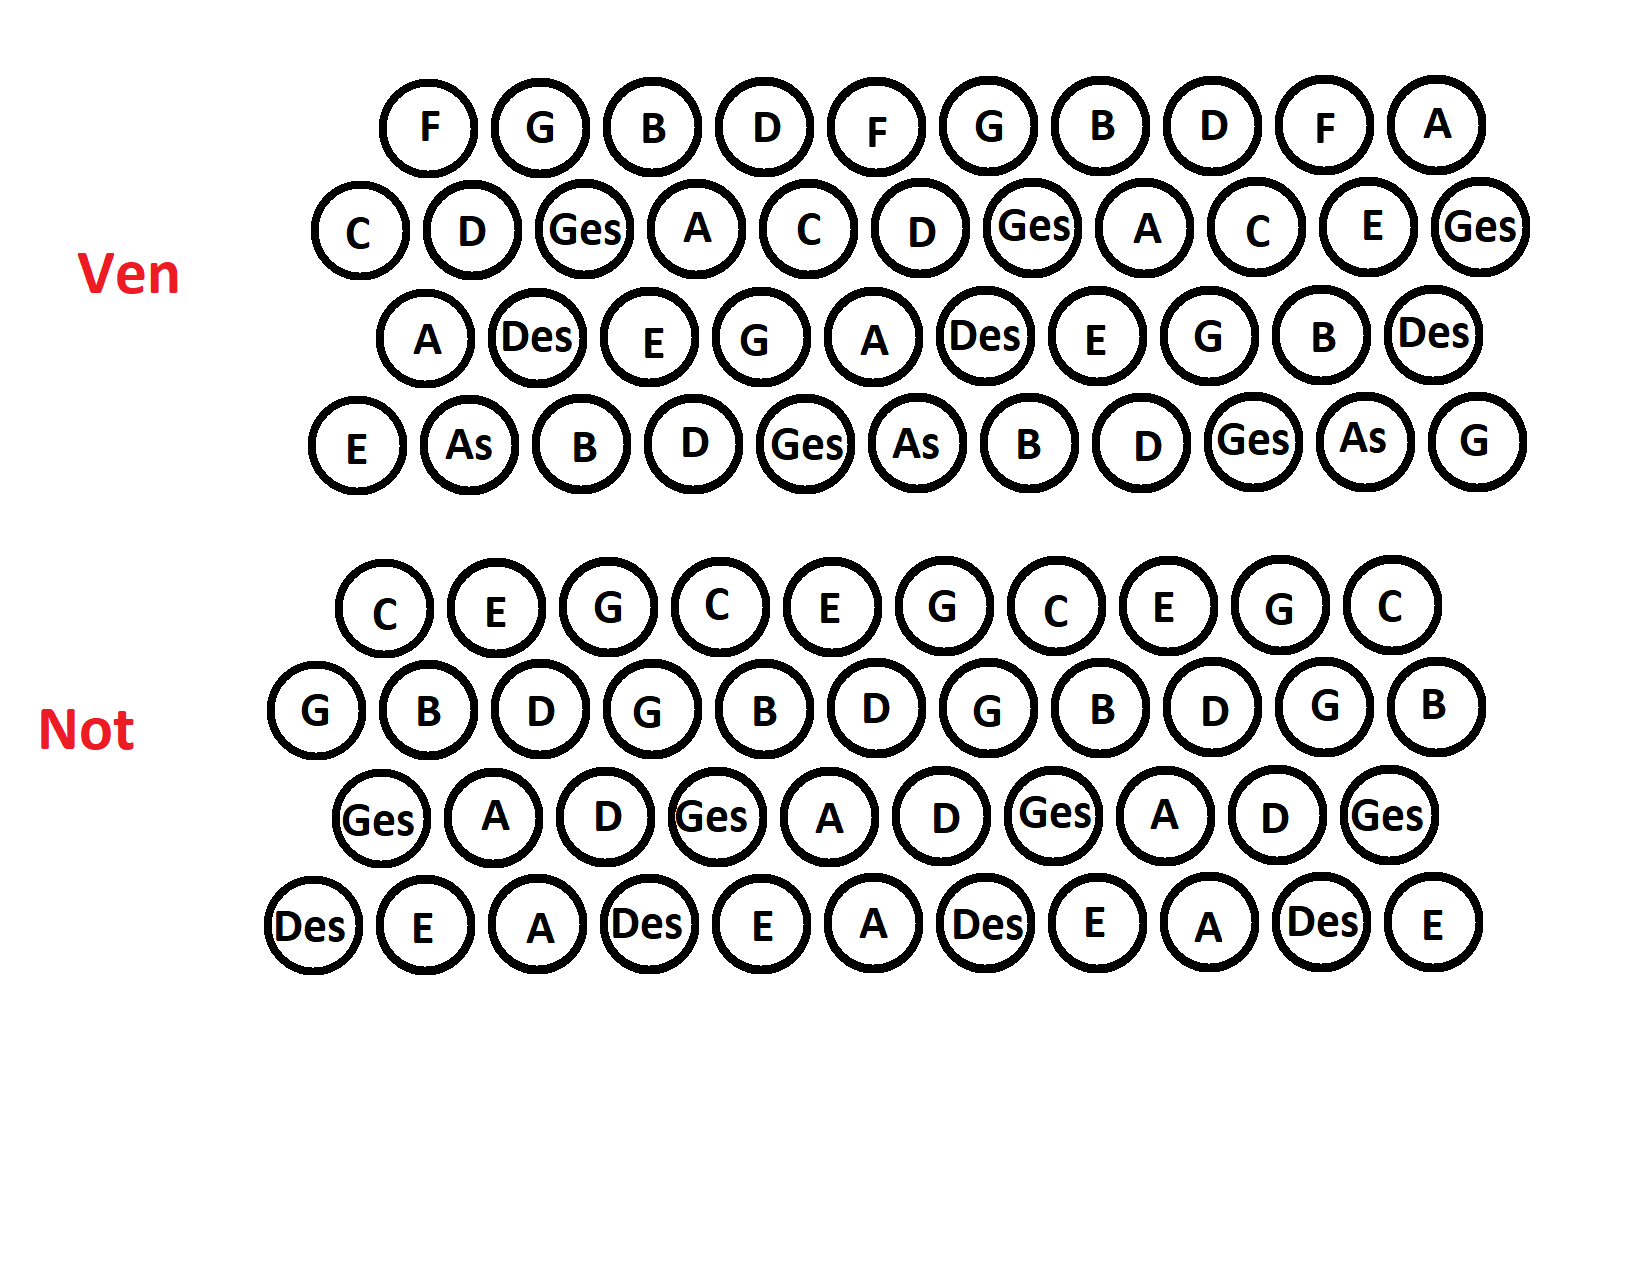 F G B D F G B D F A
C D Ges A C D Ges A C E Ges
Ven
A Des E G A Des E G B Des
E As B D Ges As B D Ges As G
C E G C E G C E G C
G B D G B D G B D G B
Not
Ges A D Ges A D Ges A D Ges
Des E A Des E A Des E A Des E